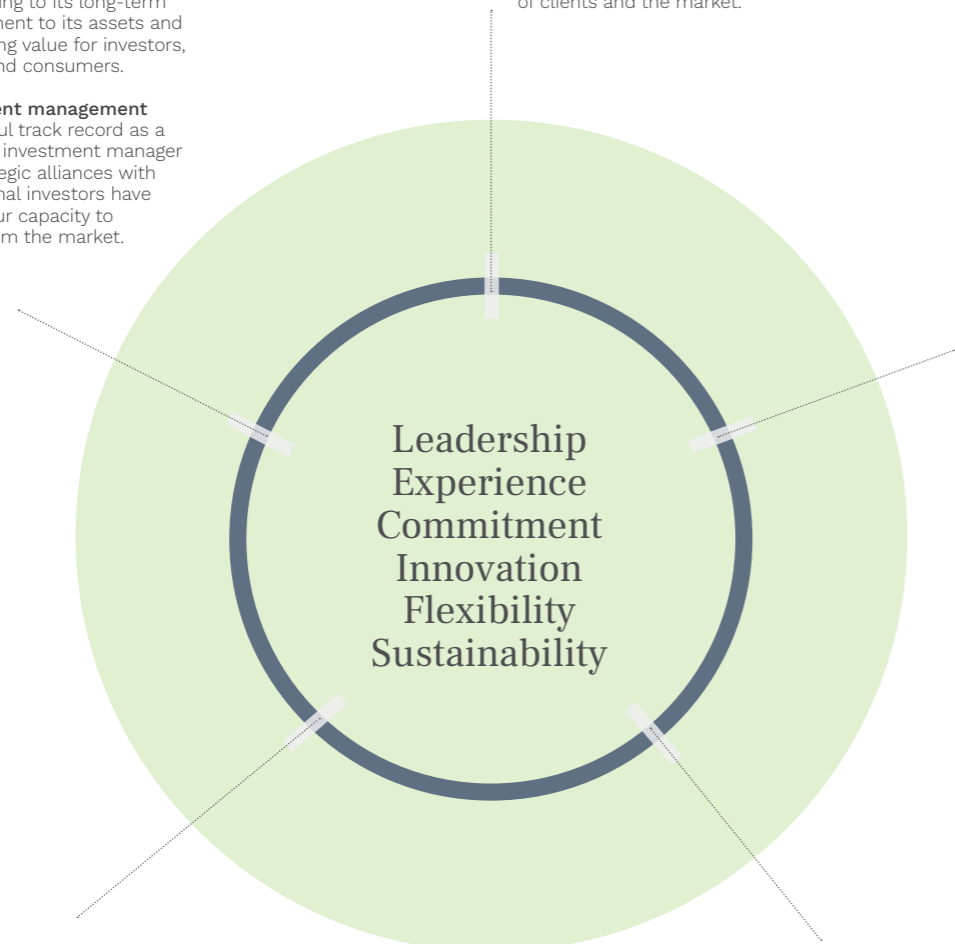 ing to its long-term
ment to its assets and
ng value for investors,
nd consumers.
ent management
ul track record as a
investment manager
egic alliances with
nal investors have
ur capacity to
rm the market.
of clients and the market.
Leadership
Experience
Commitment
Innovation
Flexibility
Sustainability